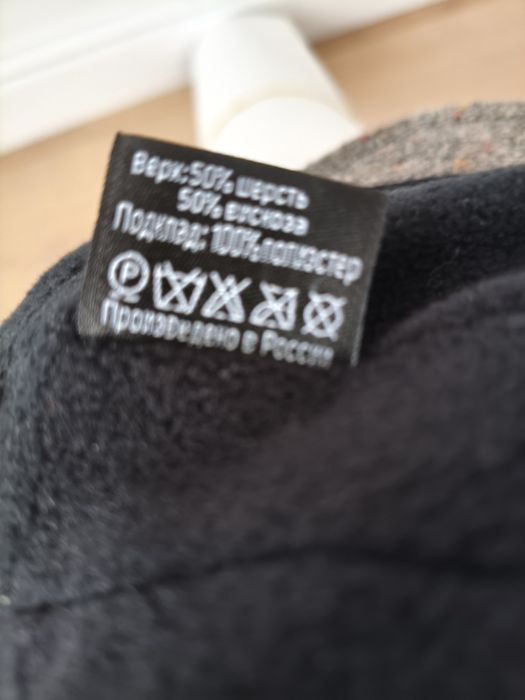 Верх: 50% шерсть
50% вискоза
Подклад: 100% полиэстер
P
Произведено в России